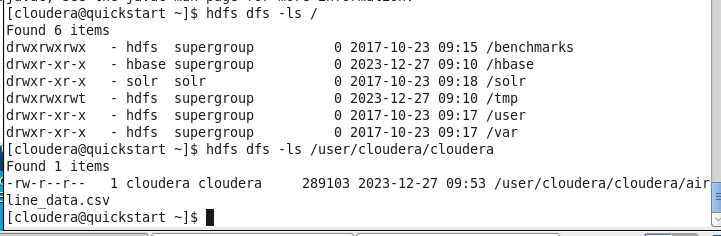 [cloudera@quickstart ~]$ hdfs dfs -ls /
Found 6 items
drwxrwxrwx   - hdfs  supergroup          0 2017-10-23 09:15 /benchmarks
drwxr-xr-x   - hbase supergroup          0 2023-12-27 09:10 /hbase
drwxr-xr-x   - solr  solr                0 2017-10-23 09:18 /solr
drwxrwxrwt   - hdfs  supergroup          0 2023-12-27 09:10 /tmp
drwxr-xr-x   - hdfs  supergroup          0 2017-10-23 09:17 /user
drwxr-xr-x   - hdfs  supergroup          0 2017-10-23 09:17 /var
[cloudera@quickstart ~]$ hdfs dfs -ls /user/cloudera/cloudera
Found 1 items
-rw-r--r--   1 cloudera cloudera     289103 2023-12-27 09:53 /user/cloudera/cloudera/air
line_data.csv
[cloudera@quickstart ~]$